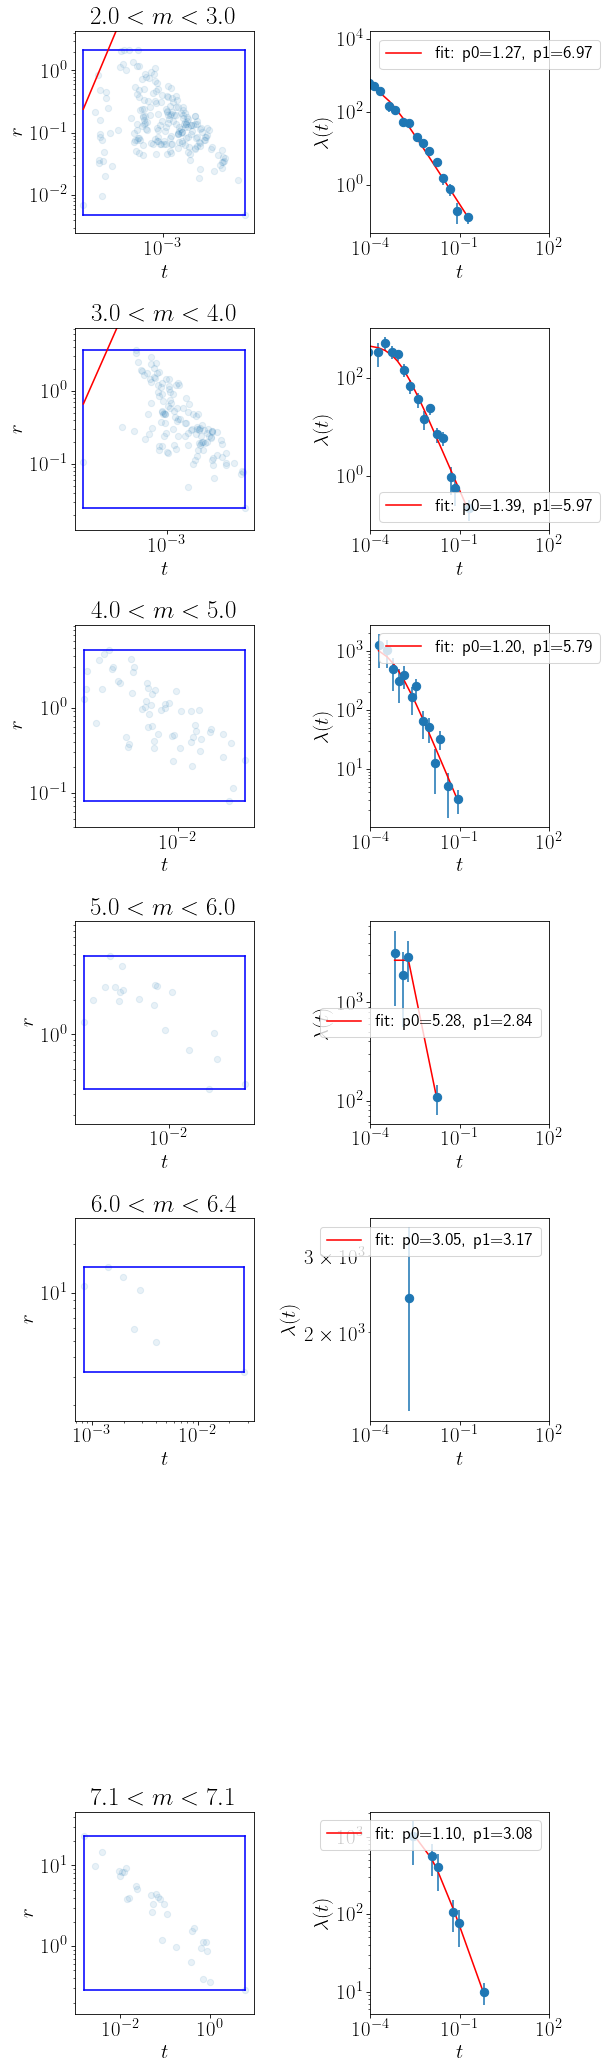 2.0 < m < 3.0
10^0
10^-1
10^-2
r
10^-3
t
10^4
10^2
10^0
λ(t)
fit: p0=1.27, p1=6.97
10^-4 10^-1 10^2
t
3.0 < m < 4.0
10^0
10^-1
r
10^-3
t
10^2
10^0
λ(t)
fit: p0=1.39, p1=5.97
10^-4 10^-1 10^2
t
4.0 < m < 5.0
10^0
10^-1
r
10^-2
t
10^3
10^2
10^1
λ(t)
fit: p0=1.20, p1=5.79
10^-4 10^-1 10^2
t
5.0 < m < 6.0
10^0
r
10^-2
t
10^3
10^2
λ(t)
fit: p0=5.28, p1=2.84
10^-4 10^-1 10^2
t
6.0 < m < 6.4
10^1
r
10^-3 10^-2
t
3 × 10^3
2 × 10^3
λ(t)
fit: p0=3.05, p1=3.17
10^-4 10^-1 10^2
t
7.1 < m < 7.1
10^1
10^0
r
10^-2 10^0
t
10^3
10^2
10^1
λ(t)
fit: p0=1.10, p1=3.08
10^-4 10^-1 10^2
t